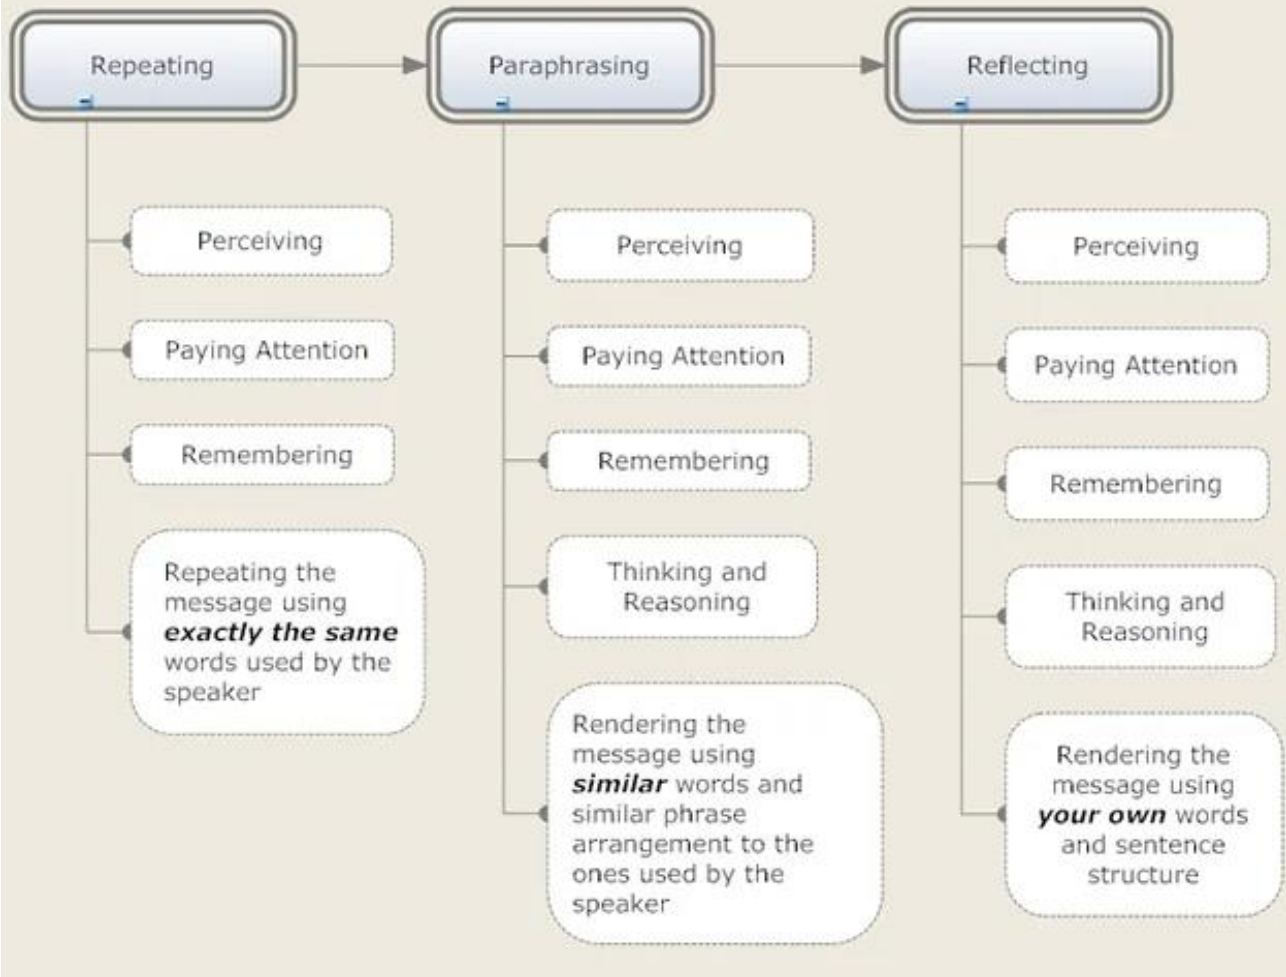 Repeating
Perceiving
Paying Attention
Remembering
Repeating the
message using
exactly the same
words used by the
speaker
Paraphrasing
Perceiving
Paying Attention
Remembering
Thinking and
Reasoning
Rendering the
message using
similar words and
similar phrase
arrangement to the
ones used by the
speaker
Reflecting
Perceiving
Paying Attention
Remembering
Thinking and
Reasoning
Rendering the
message using
your own words
and sentence
structure